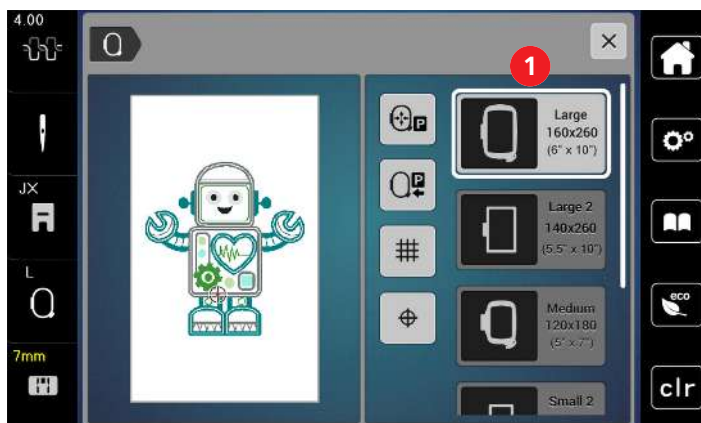 4.00
1
Large
160x260
(6" x 10")
P
P
JX
Large 2
140x260
(5.5" x 10")
L
Medium
120x180
(5" x 7")
eco
7mm
Small 2
clr